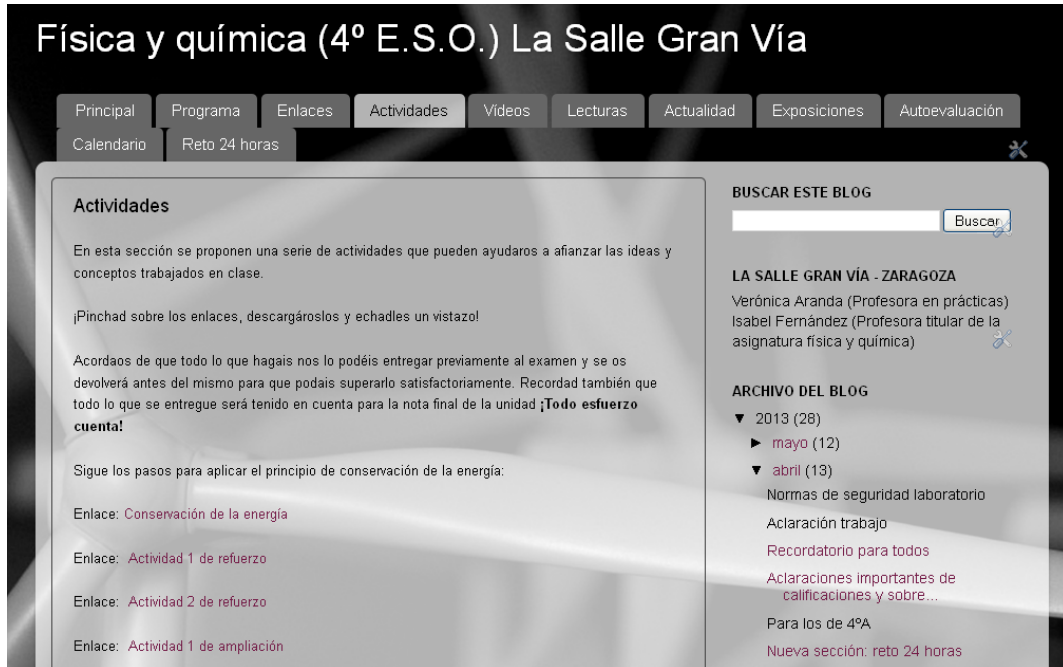 Física y química (4º E.S.O.) La Salle Gran Vía
Principal Programa Enlaces Actividades Vídeos Lecturas Actualidad Exposiciones Autoevaluación
Calendario Reto 24 horas
Actividades
En esta sección se proponen una serie de actividades que pueden ayudaros a afianzar las ideas y
conceptos trabajados en clase.
¡Pinchad sobre los enlaces, descargároslos y echadles un vistazo!
Acordaos de que todo lo que hagais nos lo podéis entregar previamente al examen y se os
devolverá antes del mismo para que podais superarlo satisfactoriamente. Recordad también que
todo lo que se entregue será tenido en cuenta para la nota final de la unidad ¡Todo esfuerzo
cuenta!
Sigue los pasos para aplicar el principio de conservación de la energía:
Enlace: Conservación de la energía
Enlace: Actividad 1 de refuerzo
Enlace: Actividad 2 de refuerzo
Enlace: Actividad 1 de ampliación
BUSCAR ESTE BLOG
Buscar
LA SALLE GRAN VÍA - ZARAGOZA
Verónica Aranda (Profesora en prácticas)
Isabel Fernández (Profesora titular de la
asignatura física y química)
ARCHIVO DEL BLOG
▼ 2013 (28)
► mayo (12)
▼ abril (13)
Normas de seguridad laboratorio
Aclaración trabajo
Recordatorio para todos
Aclaraciones importantes de
calificaciones y sobre...
Para los de 4ºA
Nueva sección: reto 24 horas